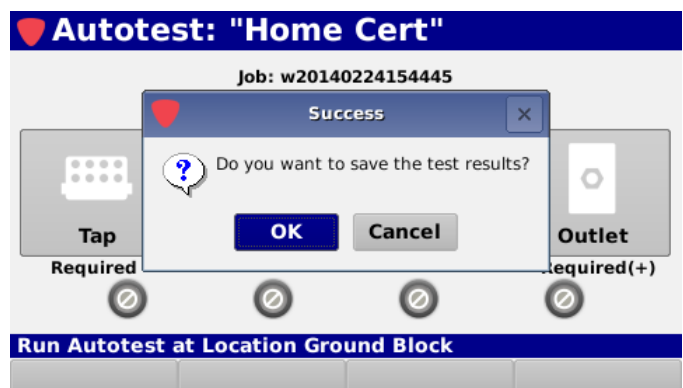 Autotest: "Home Cert"
Job: w20140224154445
Success
Do you want to save the test results?
OK Cancel
Tap Outlet
Required equired(+)
Run Autotest at Location Ground Block